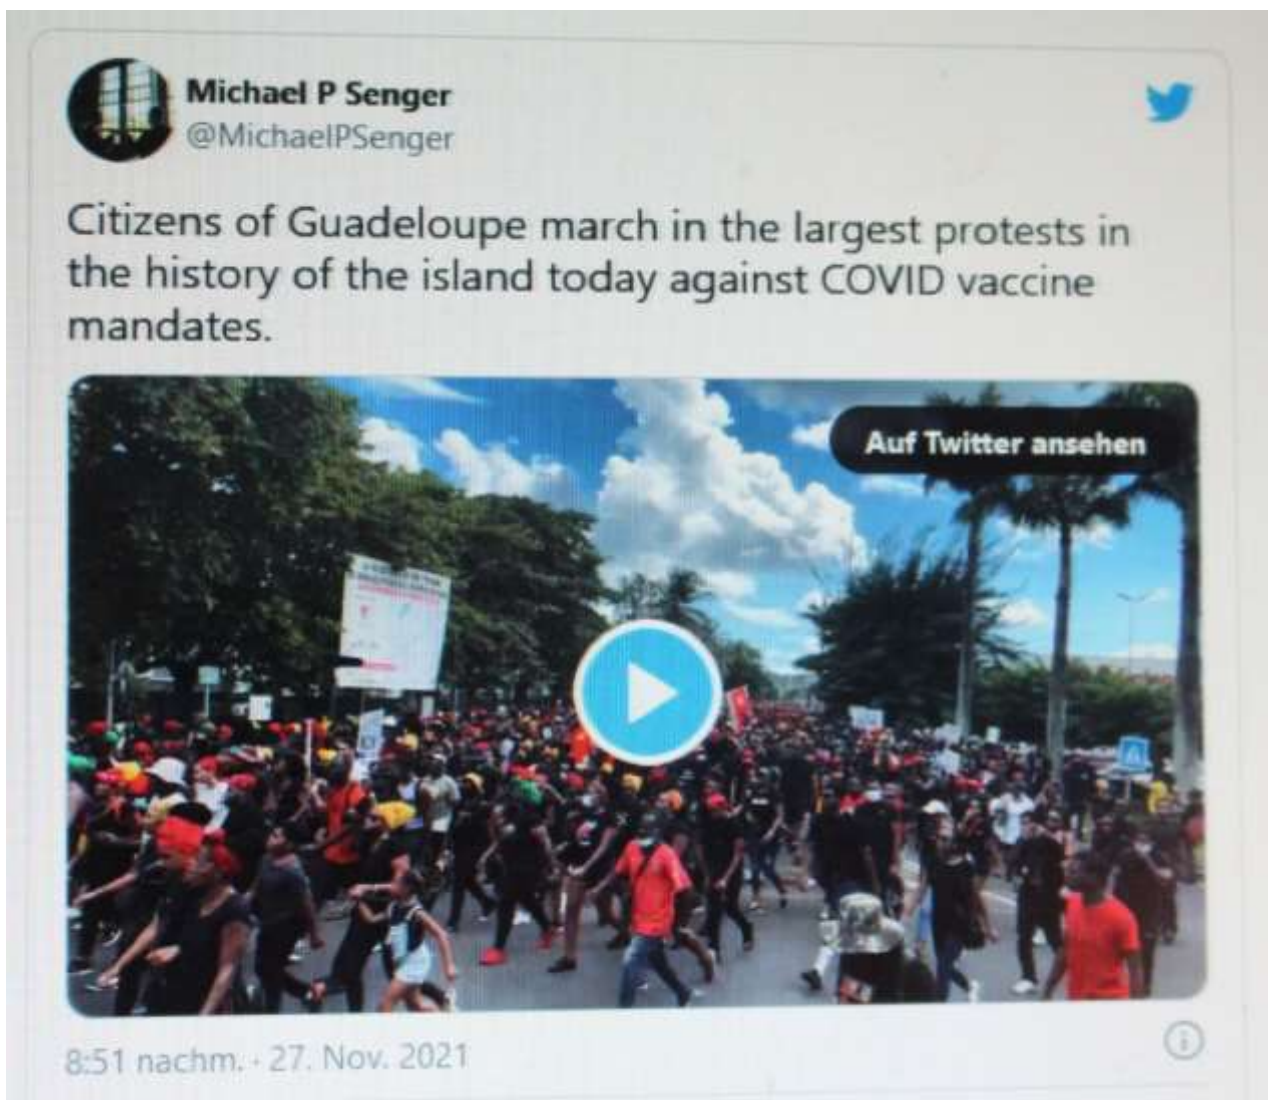 Michael P Senger
@MichaelPSenger
Citizens of Guadeloupe march in the largest protests in
the history of the island today against COVID vaccine
mandates.
Auf Twitter ansehen
8:51 nachm. · 27. Nov. 2021